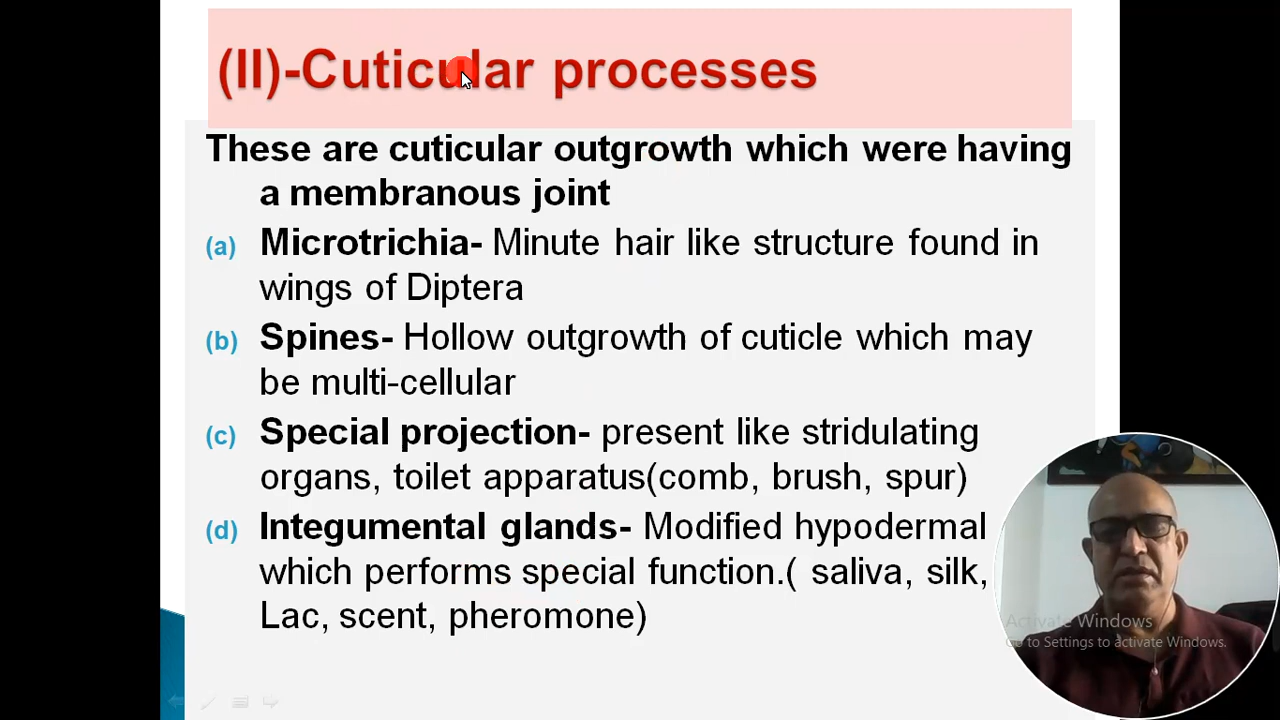 (II)-Cuticular processes
These are cuticular outgrowth which were having
a membranous joint
(a) Microtrichia- Minute hair like structure found in
wings of Diptera
(b) Spines- Hollow outgrowth of cuticle which may
be multi-cellular
(c) Special projection- present like stridulating
organs, toilet apparatus(comb, brush, spur)
(d) Integumental glands- Modified hypodermal
which performs special function.( saliva, silk,
Lac, scent, pheromone)
Activate Windows
Go to Settings to activate Windows.